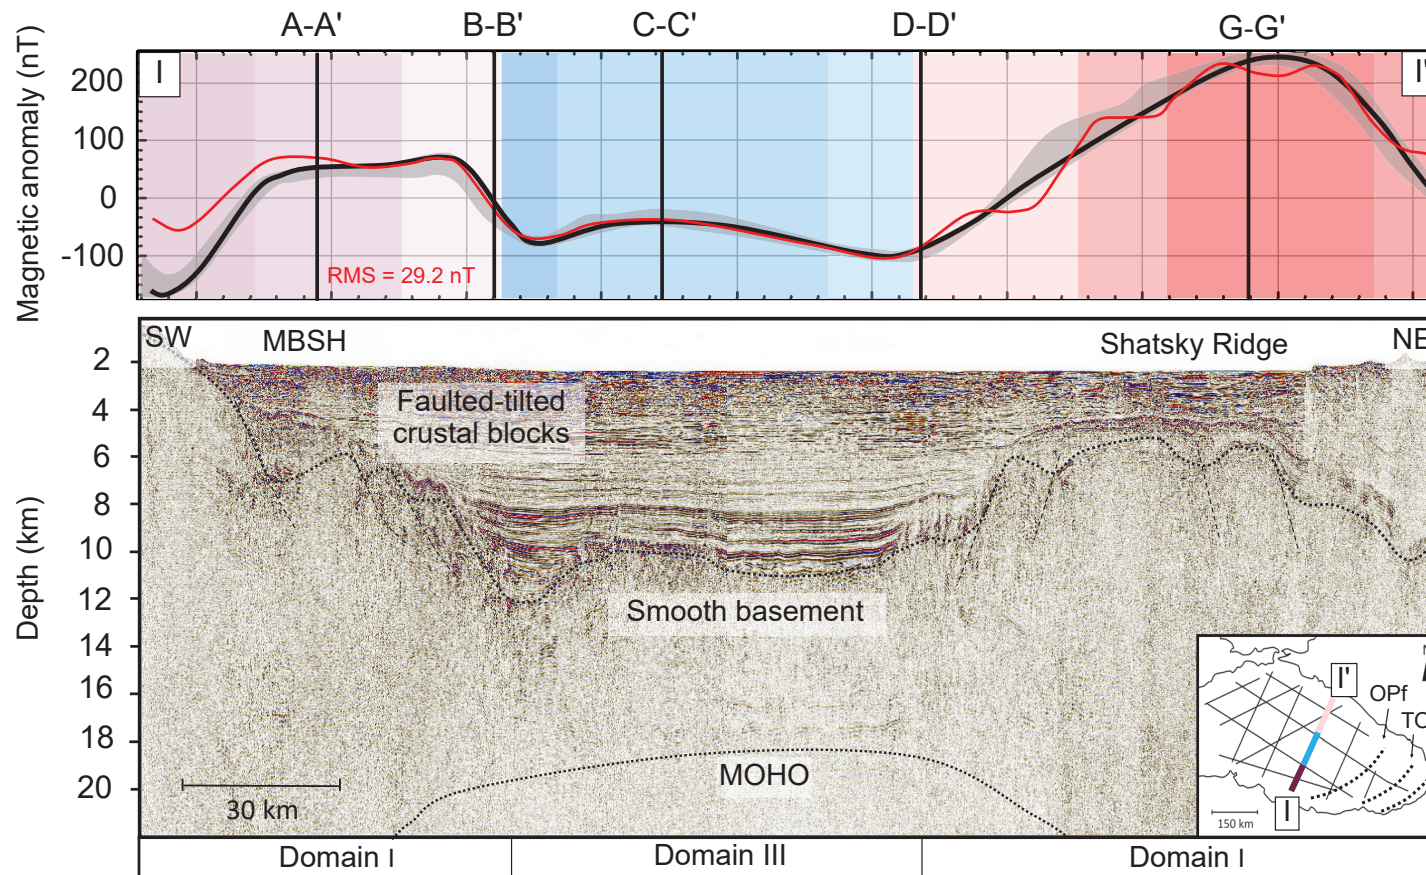 A-A' B-B' C-C' D-D' G-G'
Magnetic anomaly (nT)
200
100
0
-100
I
I'
RMS = 29.2 nT
SW MBSH Shatsky Ridge NE
Depth (km)
2
4
6
8
10
12
14
16
18
20
Faulted-tilted
crustal blocks
Smooth basement
MOHO
30 km
I'
OPf
I
150 km
Domain I Domain III Domain I